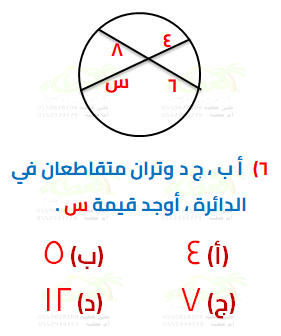 ٨
٤
س
٦
٦) أ ب ، ج د وتران متقاطعان في
الدائرة ، أوجد قيمة س .
(أ) ٤
(ب) ٥
(ج) ٧
(د) ١٢